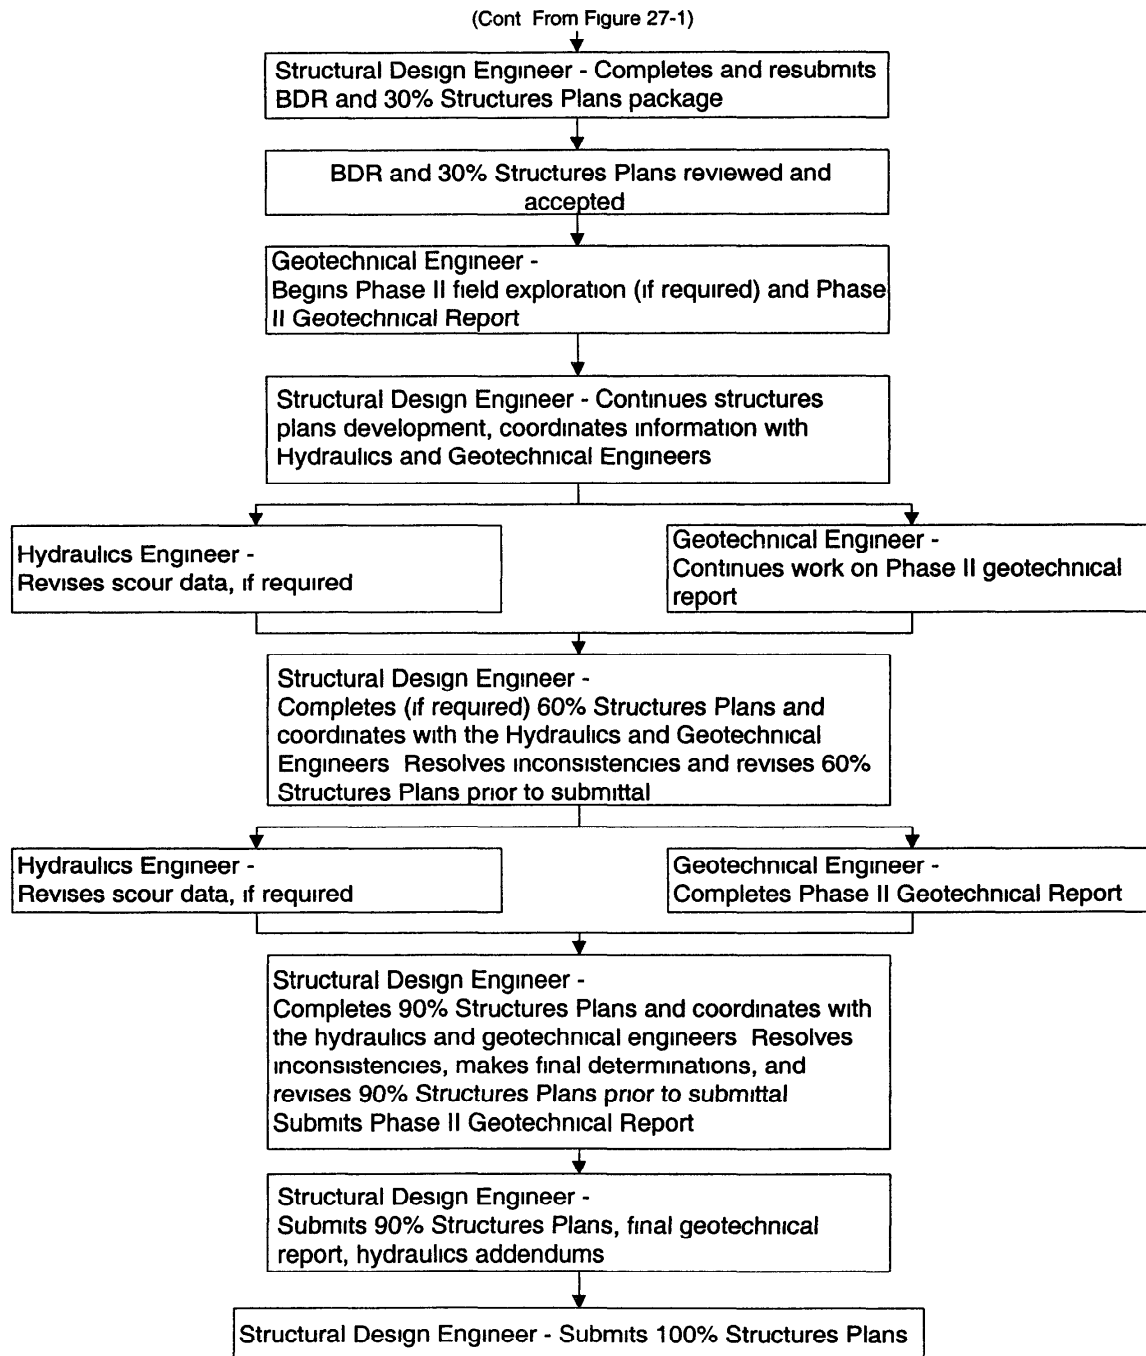 (Cont From Figure 27-1)
Structural Design Engineer - Completes and resubmits
BDR and 30% Structures Plans package
BDR and 30% Structures Plans reviewed and
accepted
Geotechnical Engineer -
Begins Phase II field exploration (if required) and Phase
II Geotechnical Report
Structural Design Engineer - Continues structures
plans development, coordinates information with
Hydraulics and Geotechnical Engineers
Hydraulics Engineer -
Revises scour data, if required
Geotechnical Engineer -
Continues work on Phase II geotechnical
report
Structural Design Engineer -
Completes (if required) 60% Structures Plans and
coordinates with the Hydraulics and Geotechnical
Engineers Resolves inconsistencies and revises 60%
Structures Plans prior to submittal
Hydraulics Engineer -
Revises scour data, if required
Geotechnical Engineer -
Completes Phase II Geotechnical Report
Structural Design Engineer -
Completes 90% Structures Plans and coordinates with
the hydraulics and geotechnical engineers Resolves
inconsistencies, makes final determinations, and
revises 90% Structures Plans prior to submittal
Submits Phase II Geotechnical Report
Structural Design Engineer -
Submits 90% Structures Plans, final geotechnical
report, hydraulics addendums
Structural Design Engineer - Submits 100% Structures Plans